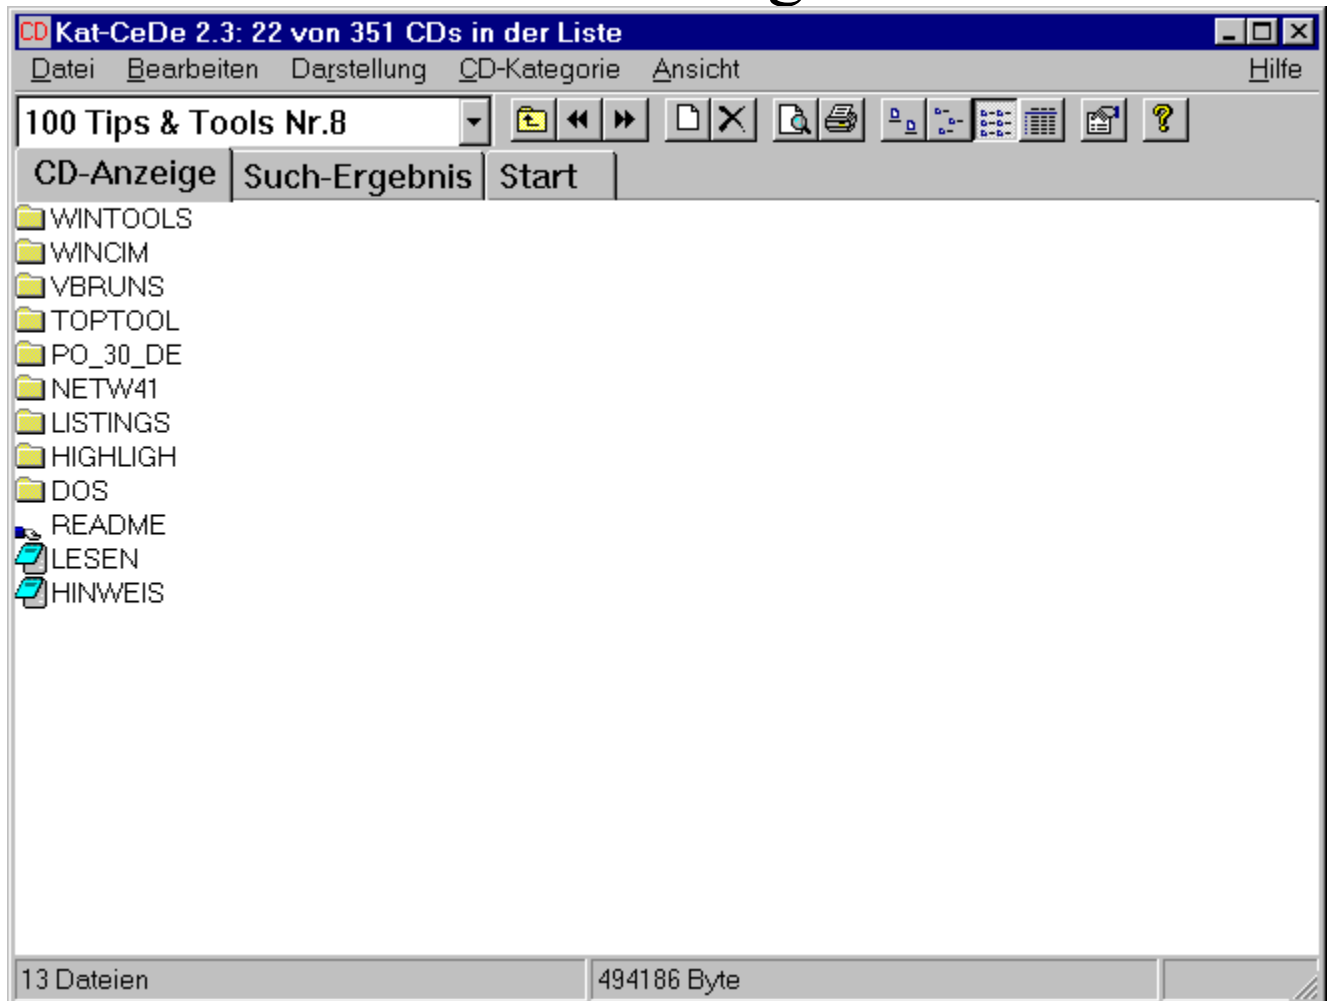 CD Kat-CeDe 2.3: 22 von 351 CDs in der Liste
Datei Bearbeiten Darstellung CD-Kategorie Ansicht Hilfe
100 Tips & Tools Nr.8
CD-Anzeige Such-Ergebnis Start
WINTOOLS
WINCIM
VBRUNS
TOPTOOL
PO_30_DE
NETW41
LISTINGS
HIGHLIGH
DOS
README
LESEN
HINWEIS
13 Dateien 494186 Byte